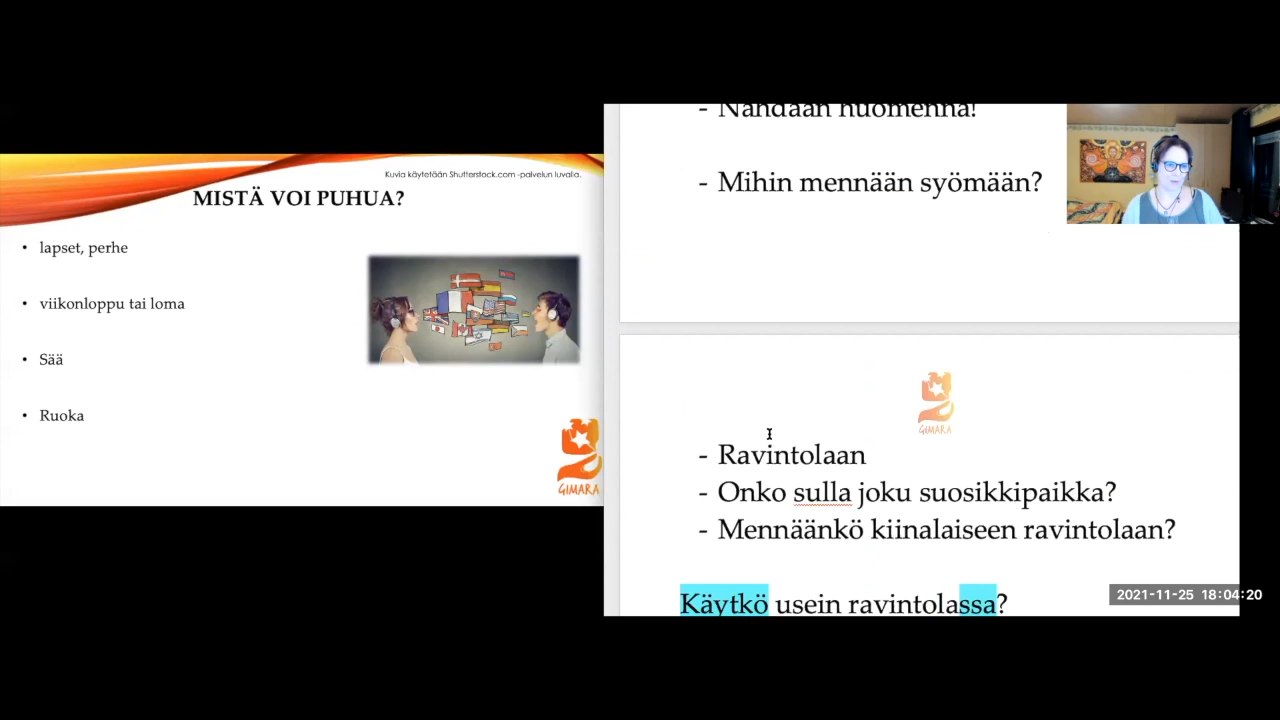 Kuvia käytetään Shutterstock.com -palvelun luvalla.
MISTÄ VOI PUHUA?
• lapset, perhe
• viikonloppu tai loma
• Sää
• Ruoka
GIMARA
- Nähdään huomenna!
- Mihin mennään syömään?
GIMARA
- Ravintolaan
- Onko sulla joku suosikkipaikka?
- Mennäänkö kiinalaiseen ravintolaan?
Käytkö usein ravintolassa?
2021-11-25 18:04:20